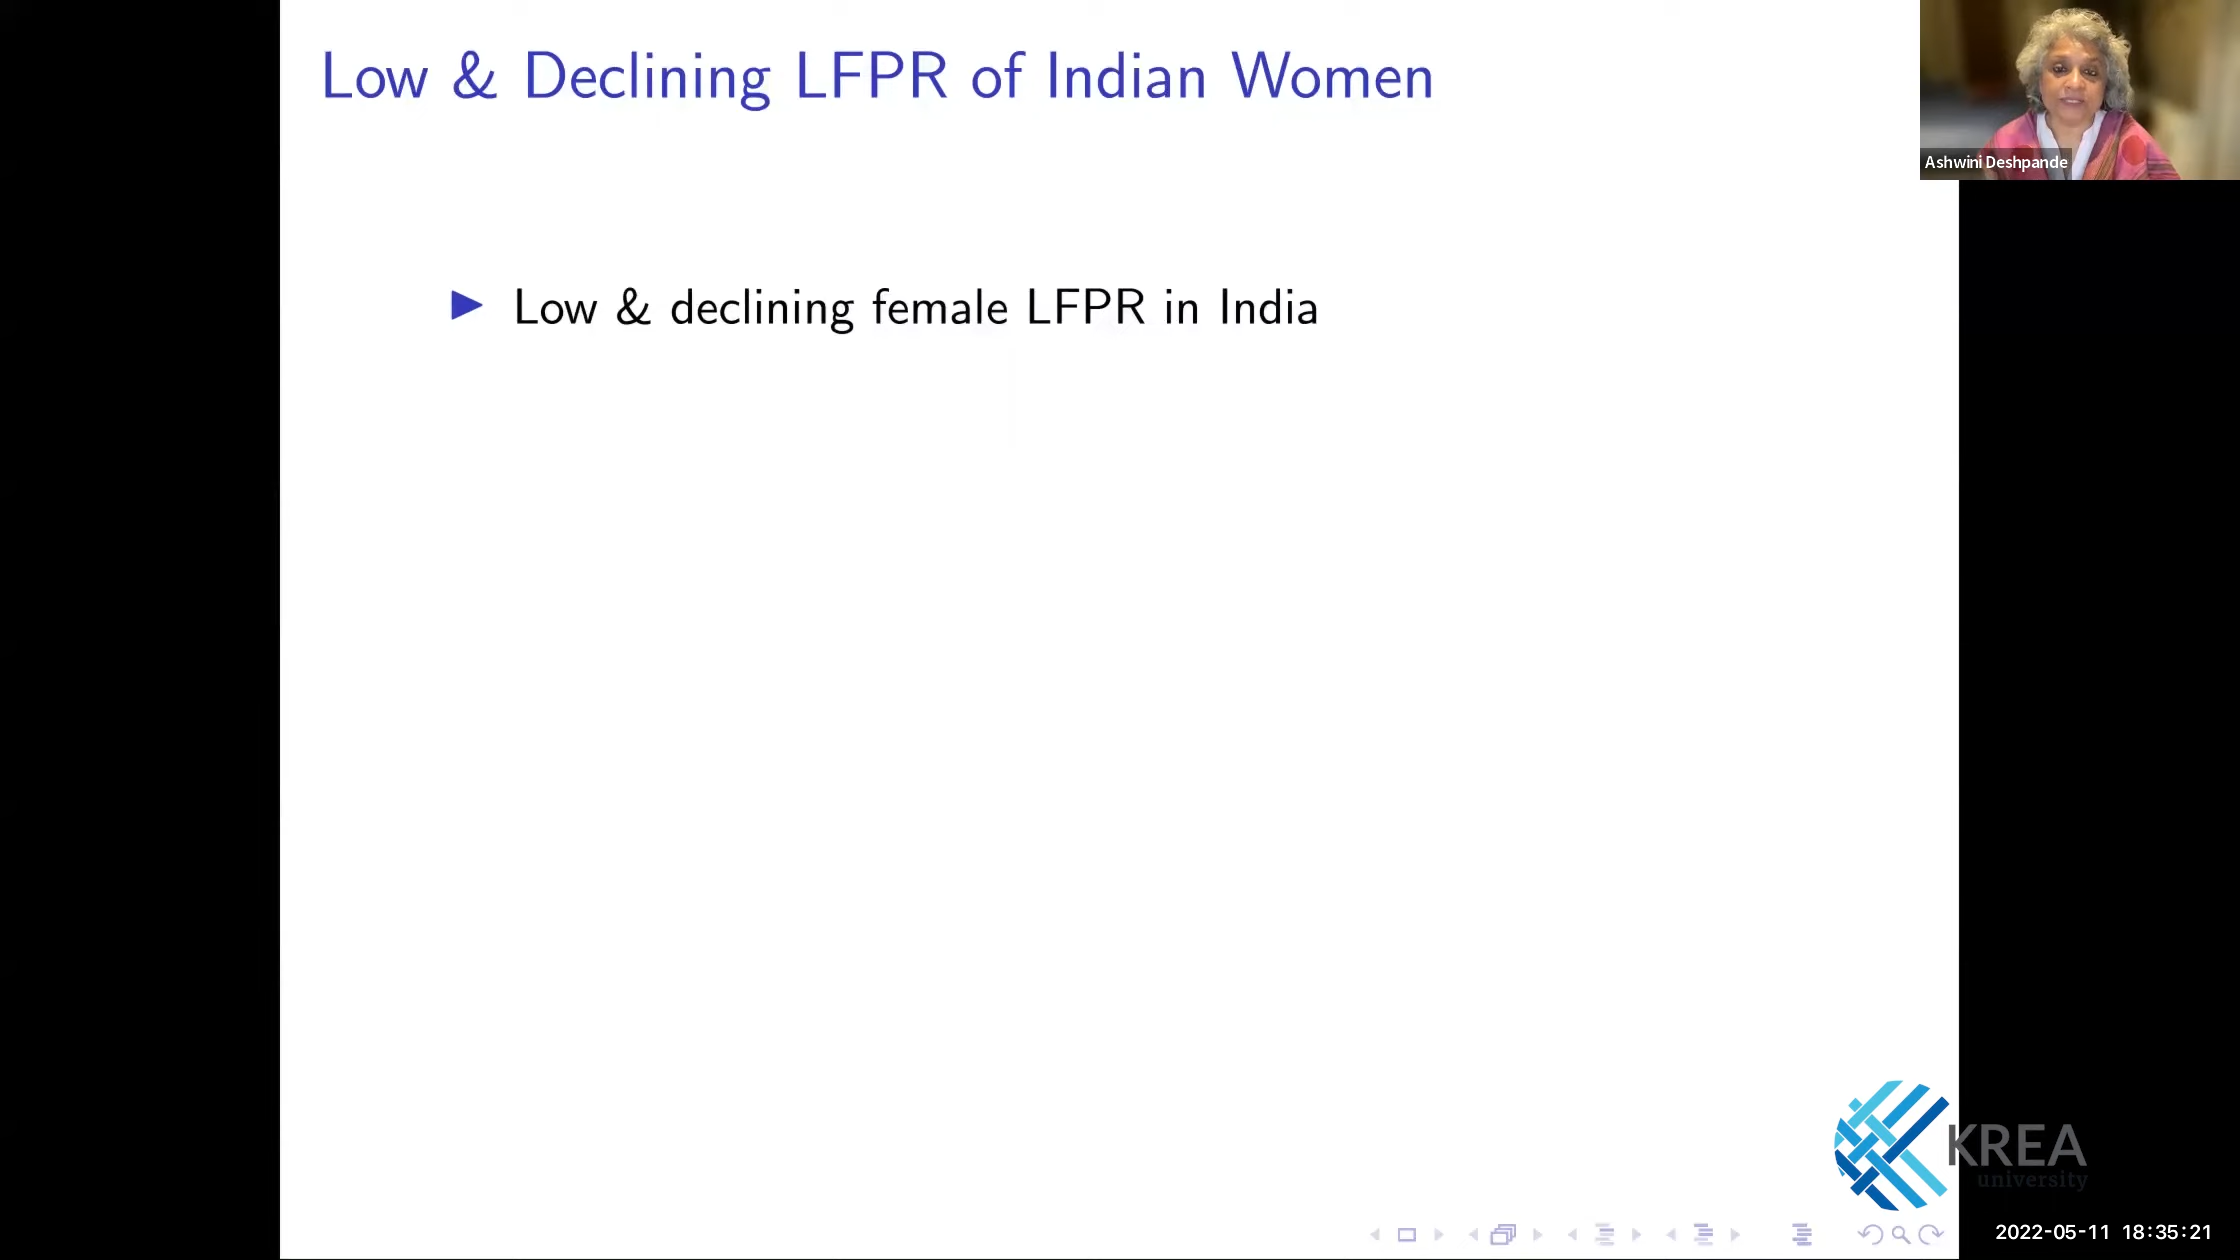 Low & Declining LFPR of Indian Women
Ashwini Deshpande
Low & declining female LFPR in India
KREA
university
2022-05-11 18:35:21